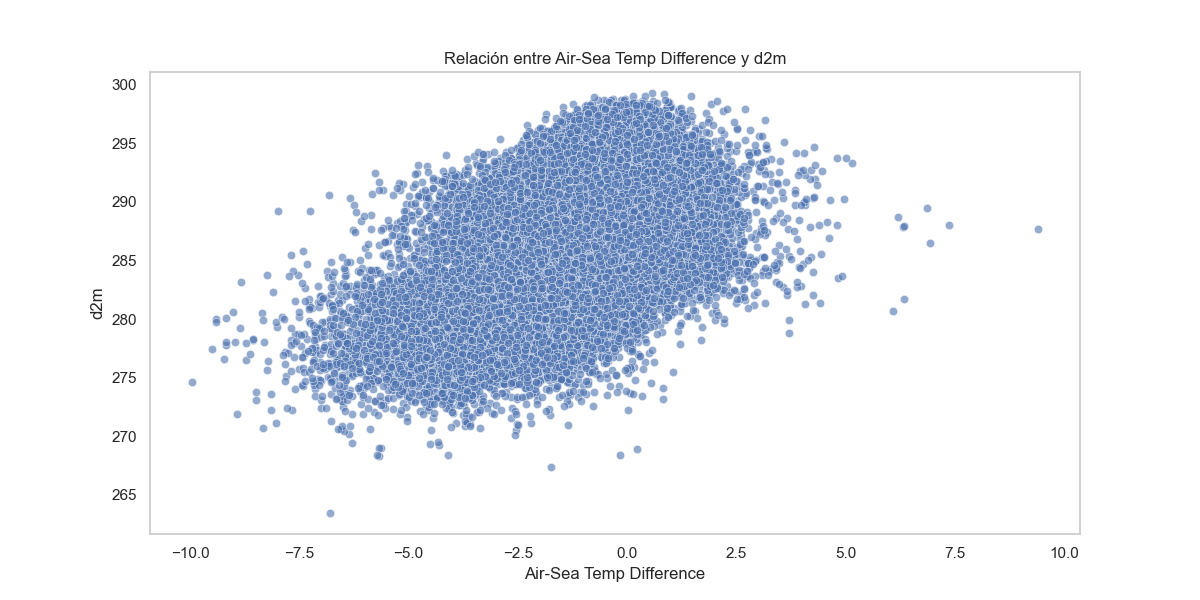 Relación entre Air-Sea Temp Difference y d2m
300
295
290
285
280
275
270
265
d2m
−10.0 −7.5 −5.0 −2.5 0.0 2.5 5.0 7.5 10.0
Air-Sea Temp Difference